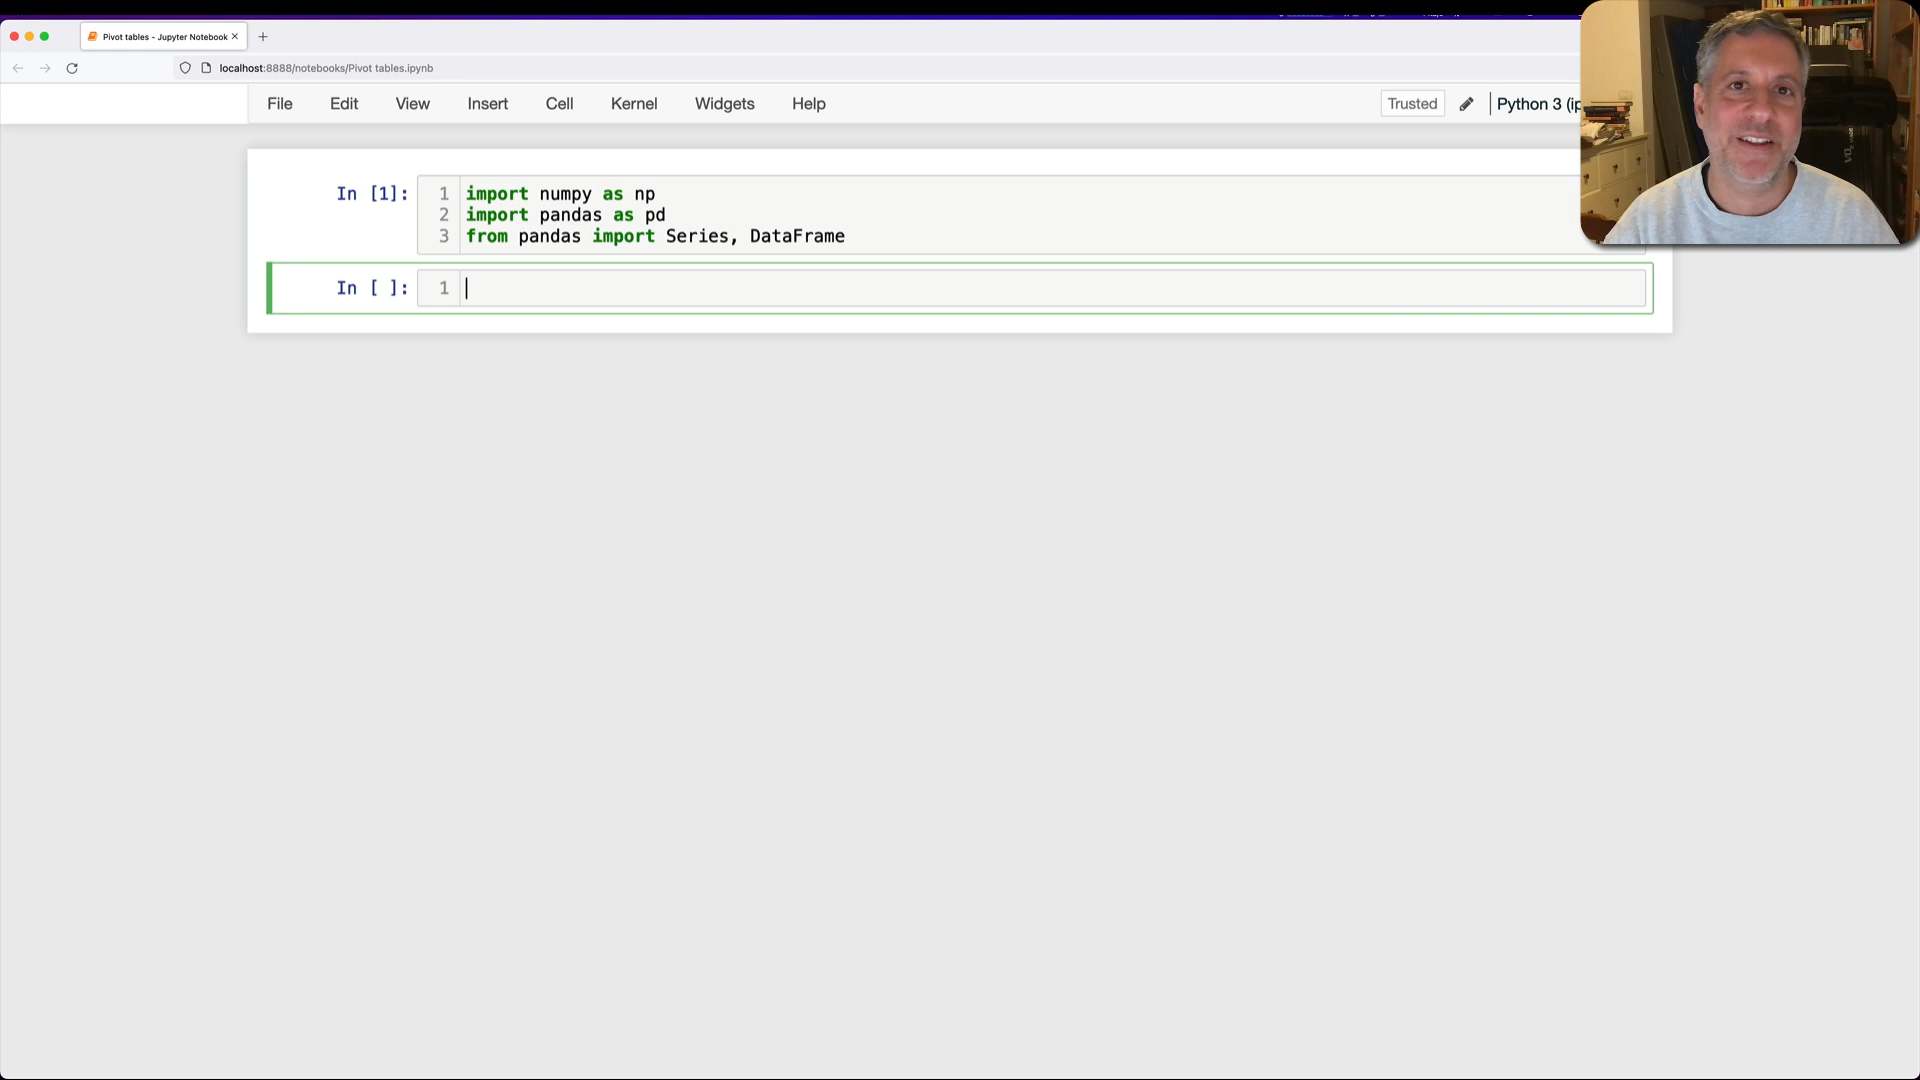 Pivot tables - Jupyter Notebook
localhost:8888/notebooks/Pivot tables.ipynb
File Edit View Insert Cell Kernel Widgets Help Trusted Python 3 (ip
In [1]:
1 import numpy as np
2 import pandas as pd
3 from pandas import Series, DataFrame
In [ ]:
1